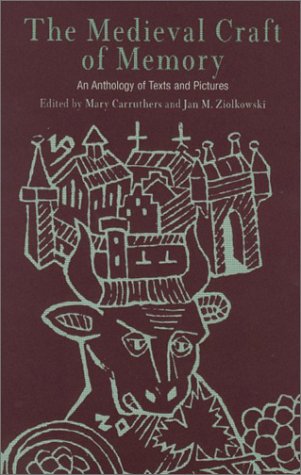 The Medieval Craft
of Memory
An Anthology of Texts and Pictures
Edited by Mary Carruthers and Jan M. Ziolkowski